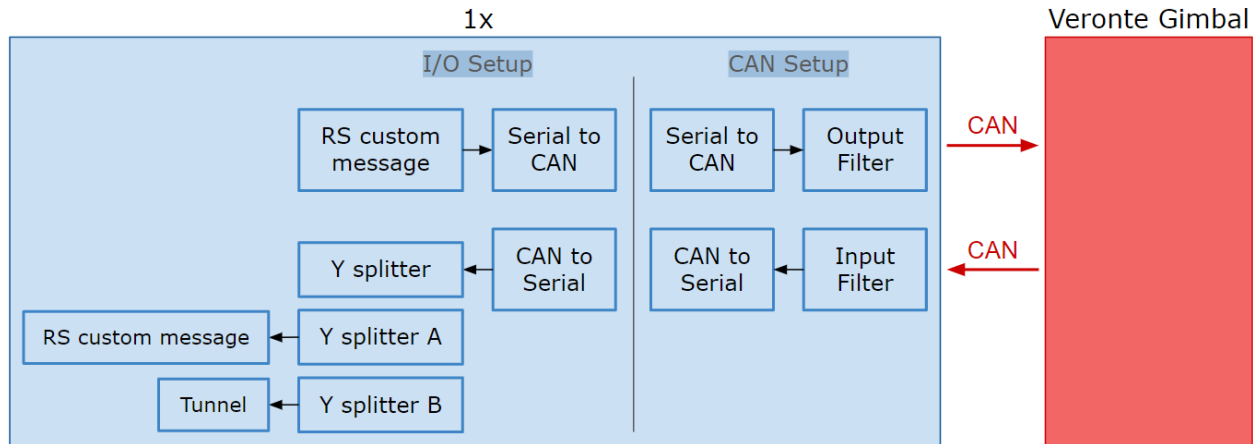 1x
Veronte Gimbal
I/O Setup
CAN Setup
RS custom
message
Serial to
CAN
Serial to
CAN
Output
Filter
CAN
Y splitter
CAN to
Serial
CAN to
Serial
Input
Filter
CAN
RS custom message
Y splitter A
Tunnel
Y splitter B